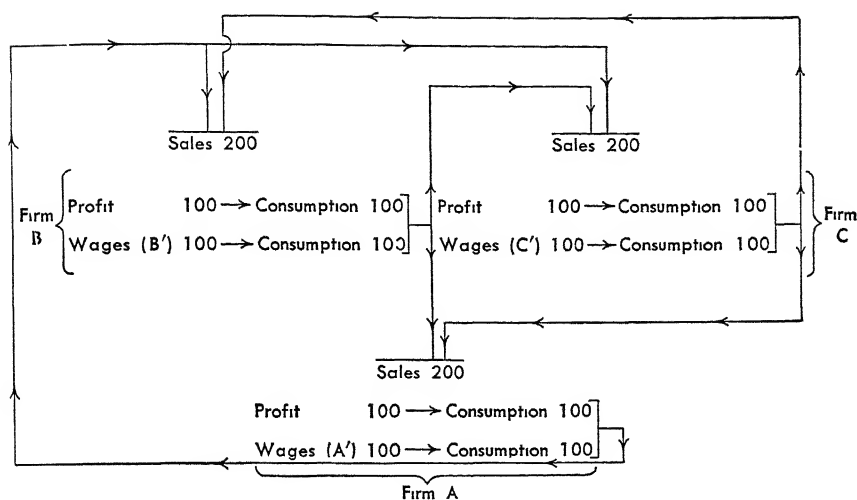 Sales 200
Sales 200
Firm B
Profit 100 → Consumption 100
Wages (B′) 100 → Consumption 100
Profit 100 → Consumption 100
Wages (C′) 100 → Consumption 100
Firm C
Sales 200
Profit 100 → Consumption 100
Wages (A′) 100 → Consumption 100
Firm A